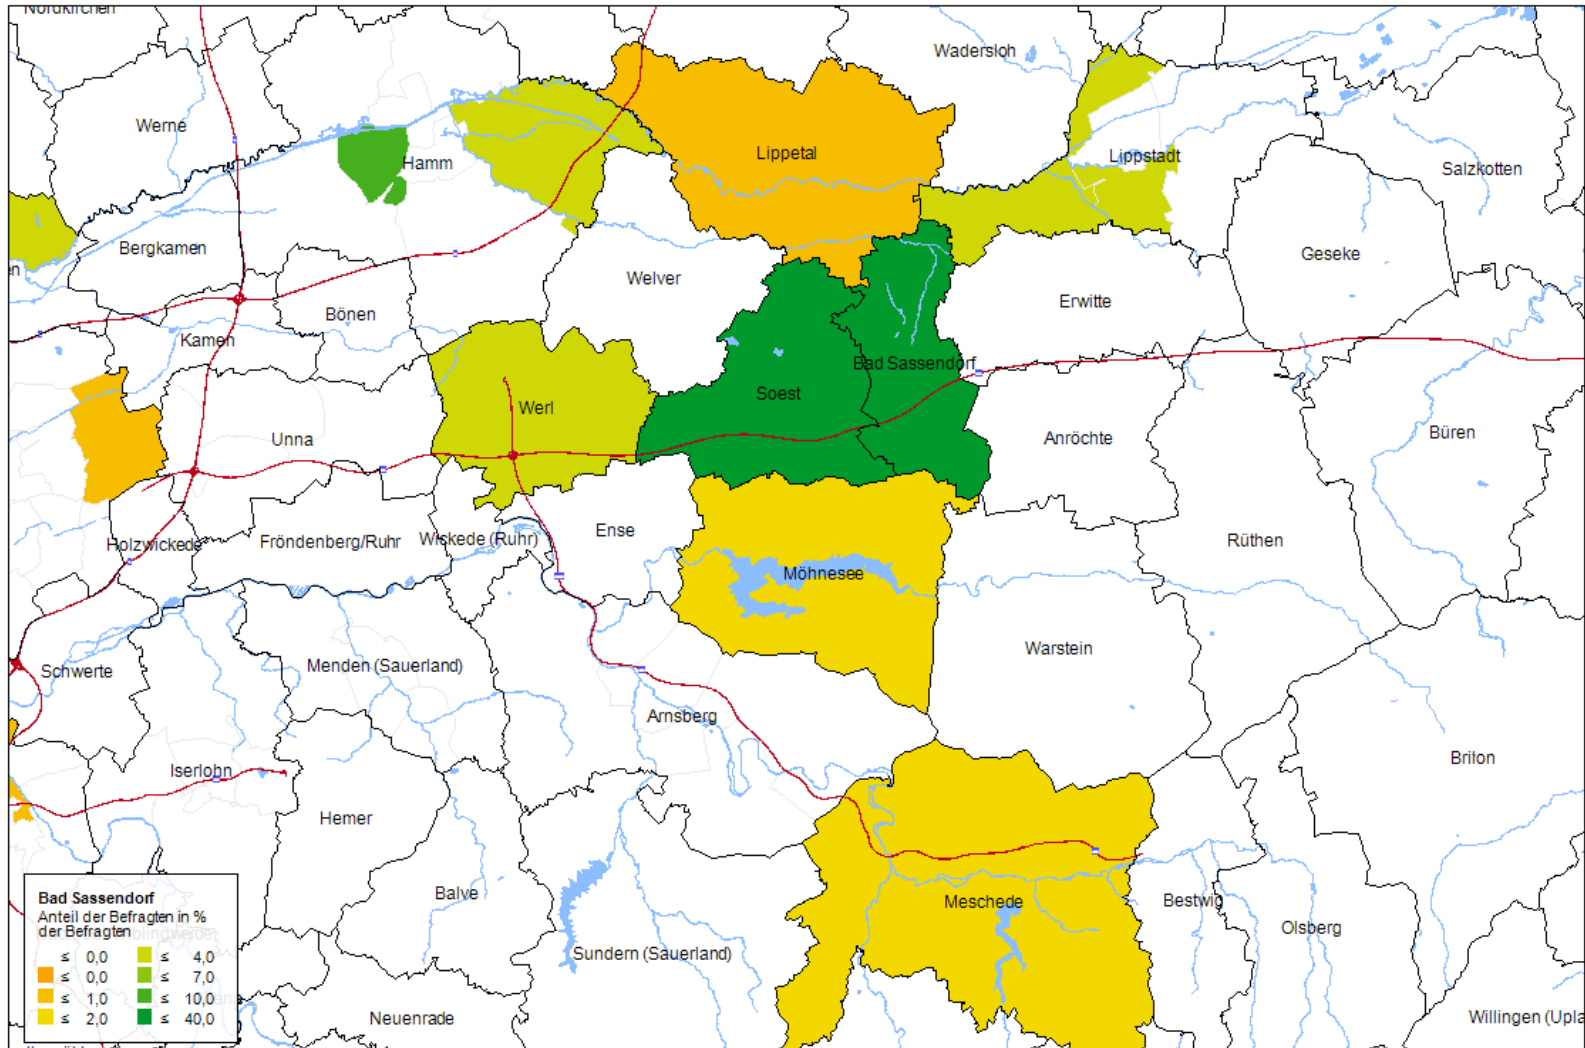 Nordkirchen
Wadersloh
Werne
Hamm
Lippetal
Lippstadt
Salzkotten
Bergkamen
Geseke
en
Welver
Erwitte
Bönen
Kamen
Bad Sassendorf
Soest
Werl
Unna
Anröchte
Büren
Ense
Holzwickede
Fröndenberg/Ruhr
Wickede (Ruhr)
Rüthen
Möhnesee
Warstein
Schwerte
Menden (Sauerland)
Arnsberg
Iserlohn
Brilon
Hemer
Balve
Meschede
Bestwig
Olsberg
Sundern (Sauerland)
Neuenrade
Willingen (Upla
Bad Sassendorf
Anteil der Befragten in %
der Befragten
≤ 0,0 ≤ 4,0
≤ 0,0 ≤ 7,0
≤ 1,0 ≤ 10,0
≤ 2,0 ≤ 40,0